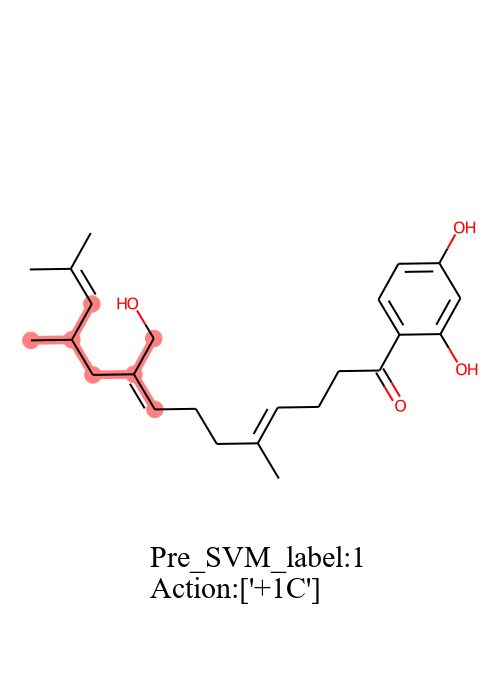 OH
HO
OH
O
Pre_SVM_label:1
Action:['+1C']